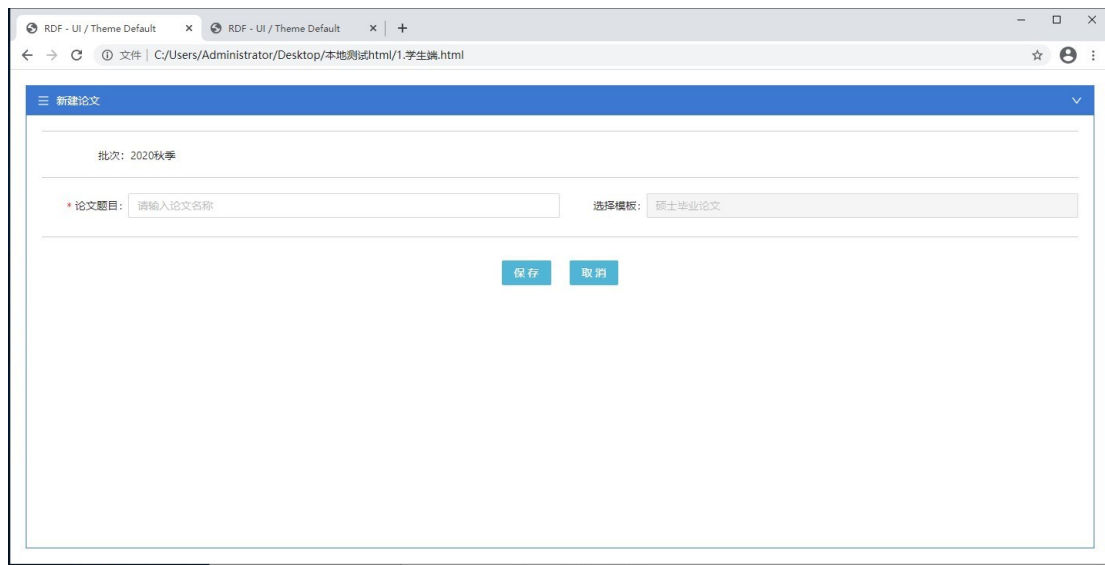 RDF - UI / Theme Default
RDF - UI / Theme Default
文件 | C:/Users/Administrator/Desktop/本地测试html/1.学生端.html
新建论文
批次：2020秋季
* 论文题目： 请输入论文名称
选择模板： 硕士毕业论文
保存 取消